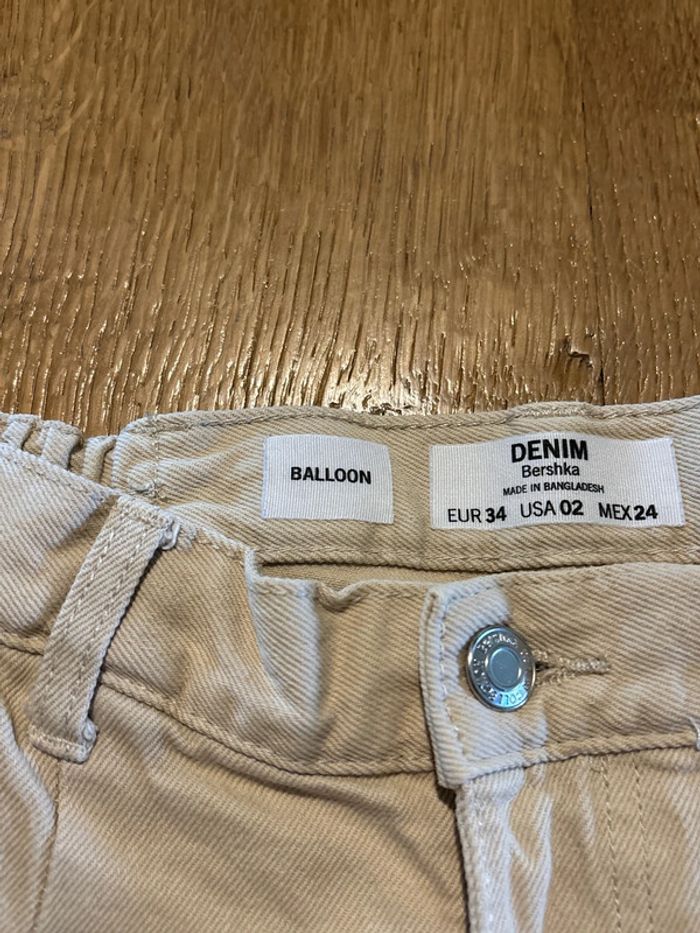 BALLOON
DENIM
Bershka
MADE IN BANGLADESH
EUR 34 USA 02 MEX 24